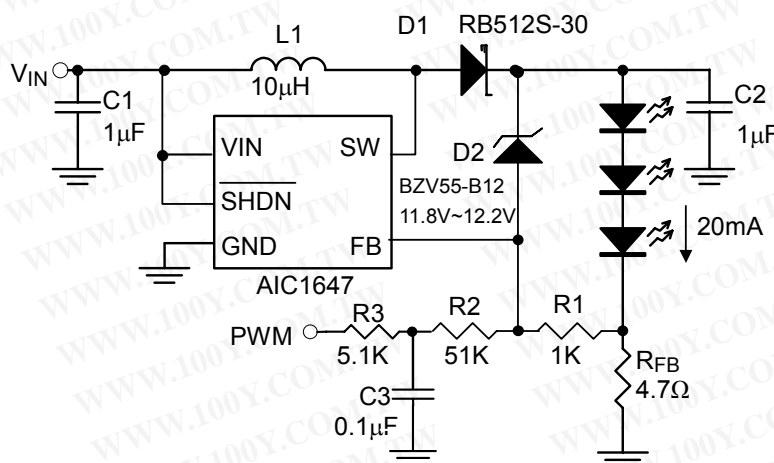 D1
RB512S-30
L1
VIN
10μH
C1
1μF
C2
1μF
VIN
SW
D2
BZV55-B12
SHDN
11.8V~12.2V
20mA
GND
FB
AIC1647
PWM
R3
5.1K
R2
51K
R1
1K
RFB
4.7Ω
C3
0.1μF
WWW.100Y.COM.TW